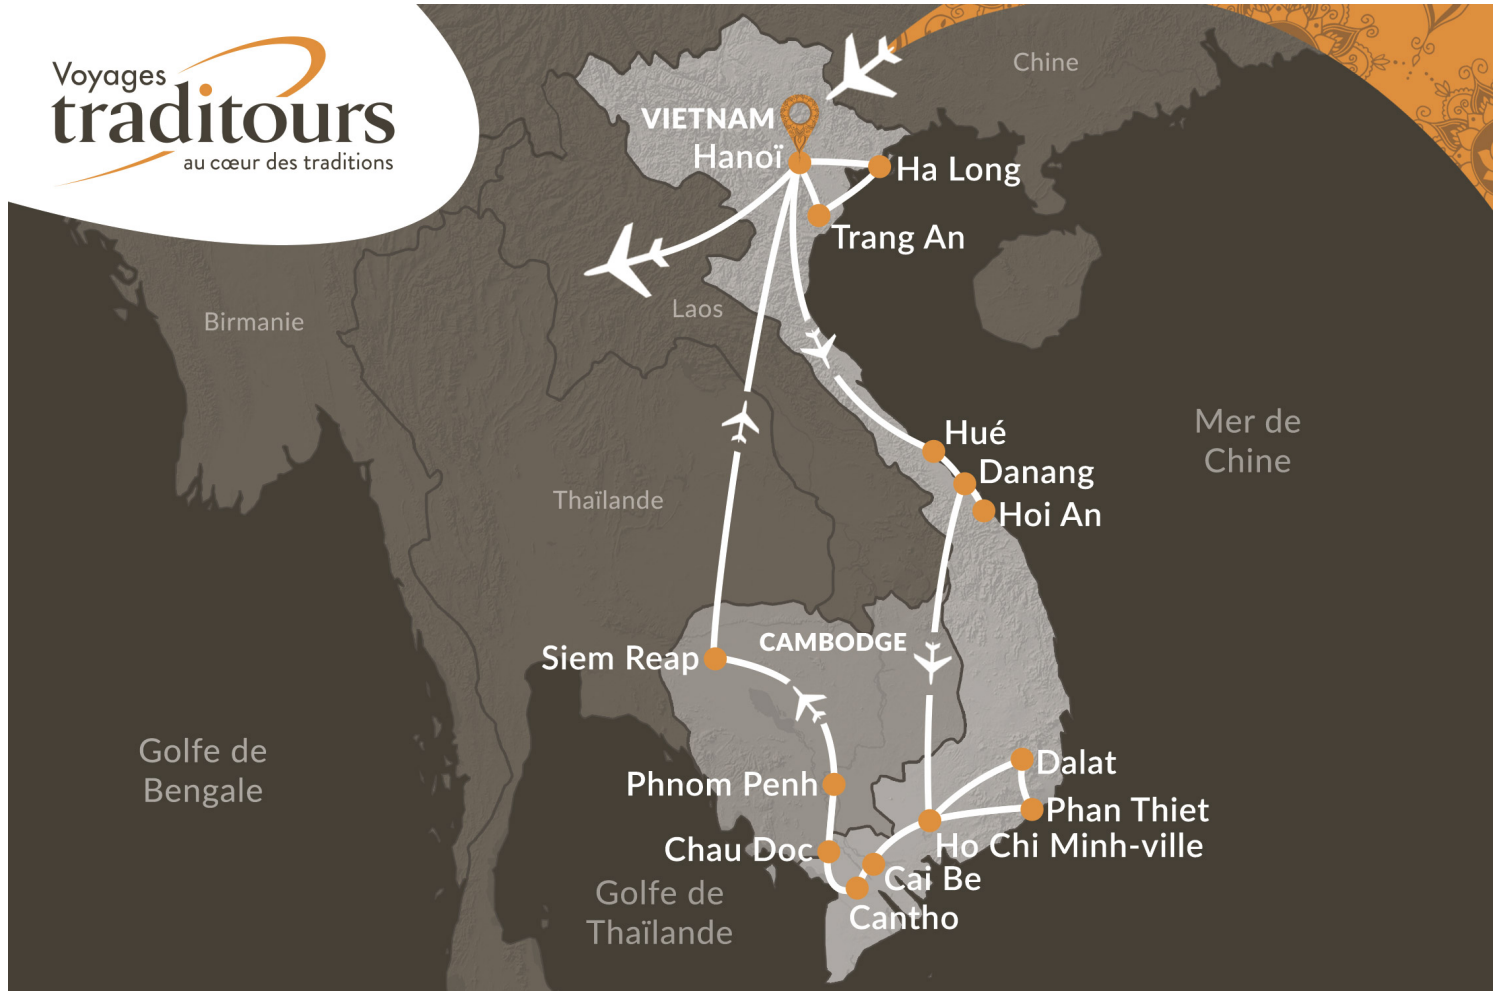 Voyages
traditours
au cœur des traditions
Chine
VIETNAM
Hanoï
Ha Long
Trang An
Birmanie
Laos
Mer de
Chine
Hué
Danang
Hoi An
Thaïlande
CAMBODGE
Siem Reap
Golfe de
Bengale
Phnom Penh
Dalat
Phan Thiet
Ho Chi Minh-ville
Chau Doc
Cai Be
Cantho
Golfe de
Thaïlande